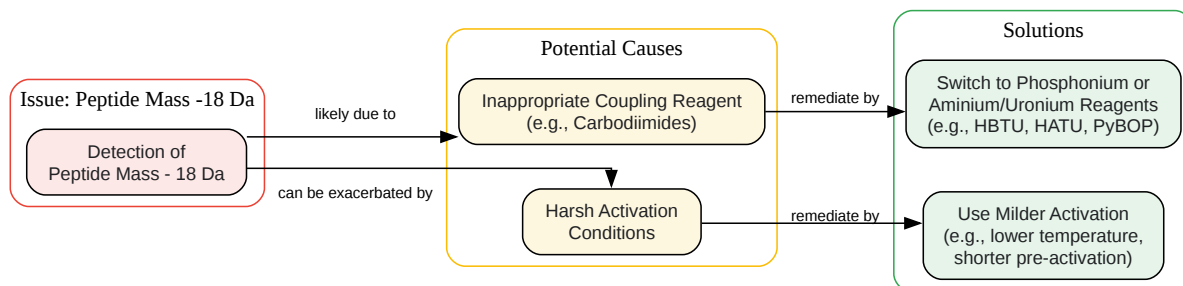 Issue: Peptide Mass -18 Da
Detection of
Peptide Mass - 18 Da
likely due to
can be exacerbated by
Potential Causes
Inappropriate Coupling Reagent
(e.g., Carbodiimides)
Harsh Activation
Conditions
remediate by
remediate by
Solutions
Switch to Phosphonium or
Aminium/Uronium Reagents
(e.g., HBTU, HATU, PyBOP)
Use Milder Activation
(e.g., lower temperature,
shorter pre-activation)